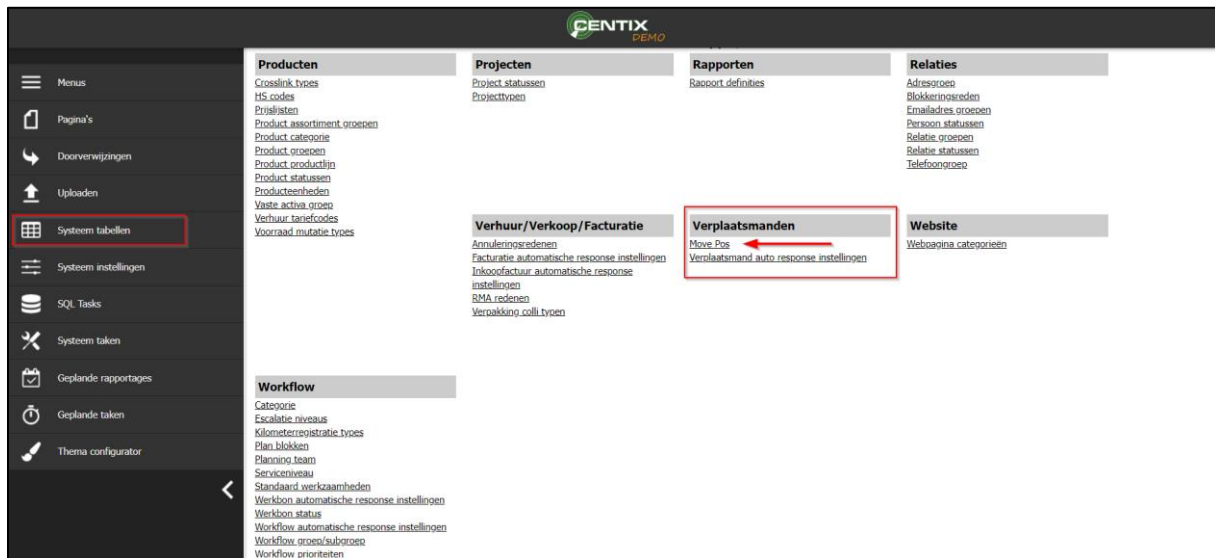 CENTIX
DEMO
Menus
Pagina's
Doorverwijzingen
Uploaden
Systeem tabellen
Systeem instellingen
SQL Tasks
Systeem taken
Geplande rapportages
Geplande taken
Thema configurator
Producten
Crosslink types
HS codes
Prijslijsten
Product assortiment groepen
Product categorie
Product groepen
Product productlijn
Product statussen
Producteenheden
Vaste activa groep
Verhuur tariefcodes
Voorraad mutatie types
Projecten
Project statussen
Projecttypen
Rapporten
Rapport definities
Relaties
Adresgroep
Blokkeringsreden
Emailadres groepen
Persoon statussen
Relatie groepen
Relatie statussen
Telefoongroep
Verhuur/Verkoop/Facturatie
Annuleringsredenen
Facturatie automatische response instellingen
Inkoopfactuur automatische response
instellingen
RMA redenen
Verpakking colli typen
Verplaatsmanden
Move Pos
Verplaatsmand auto response instellingen
Website
Webpagina categorieën
Workflow
Categorie
Escalatie niveaus
Kilometerregistratie types
Plan blokken
Planning team
Serviceniveau
Standaard werkzaamheden
Werkbon automatische response instellingen
Werkbon status
Workflow automatische response instellingen
Workflow groep/subgroep
Workflow prioriteiten